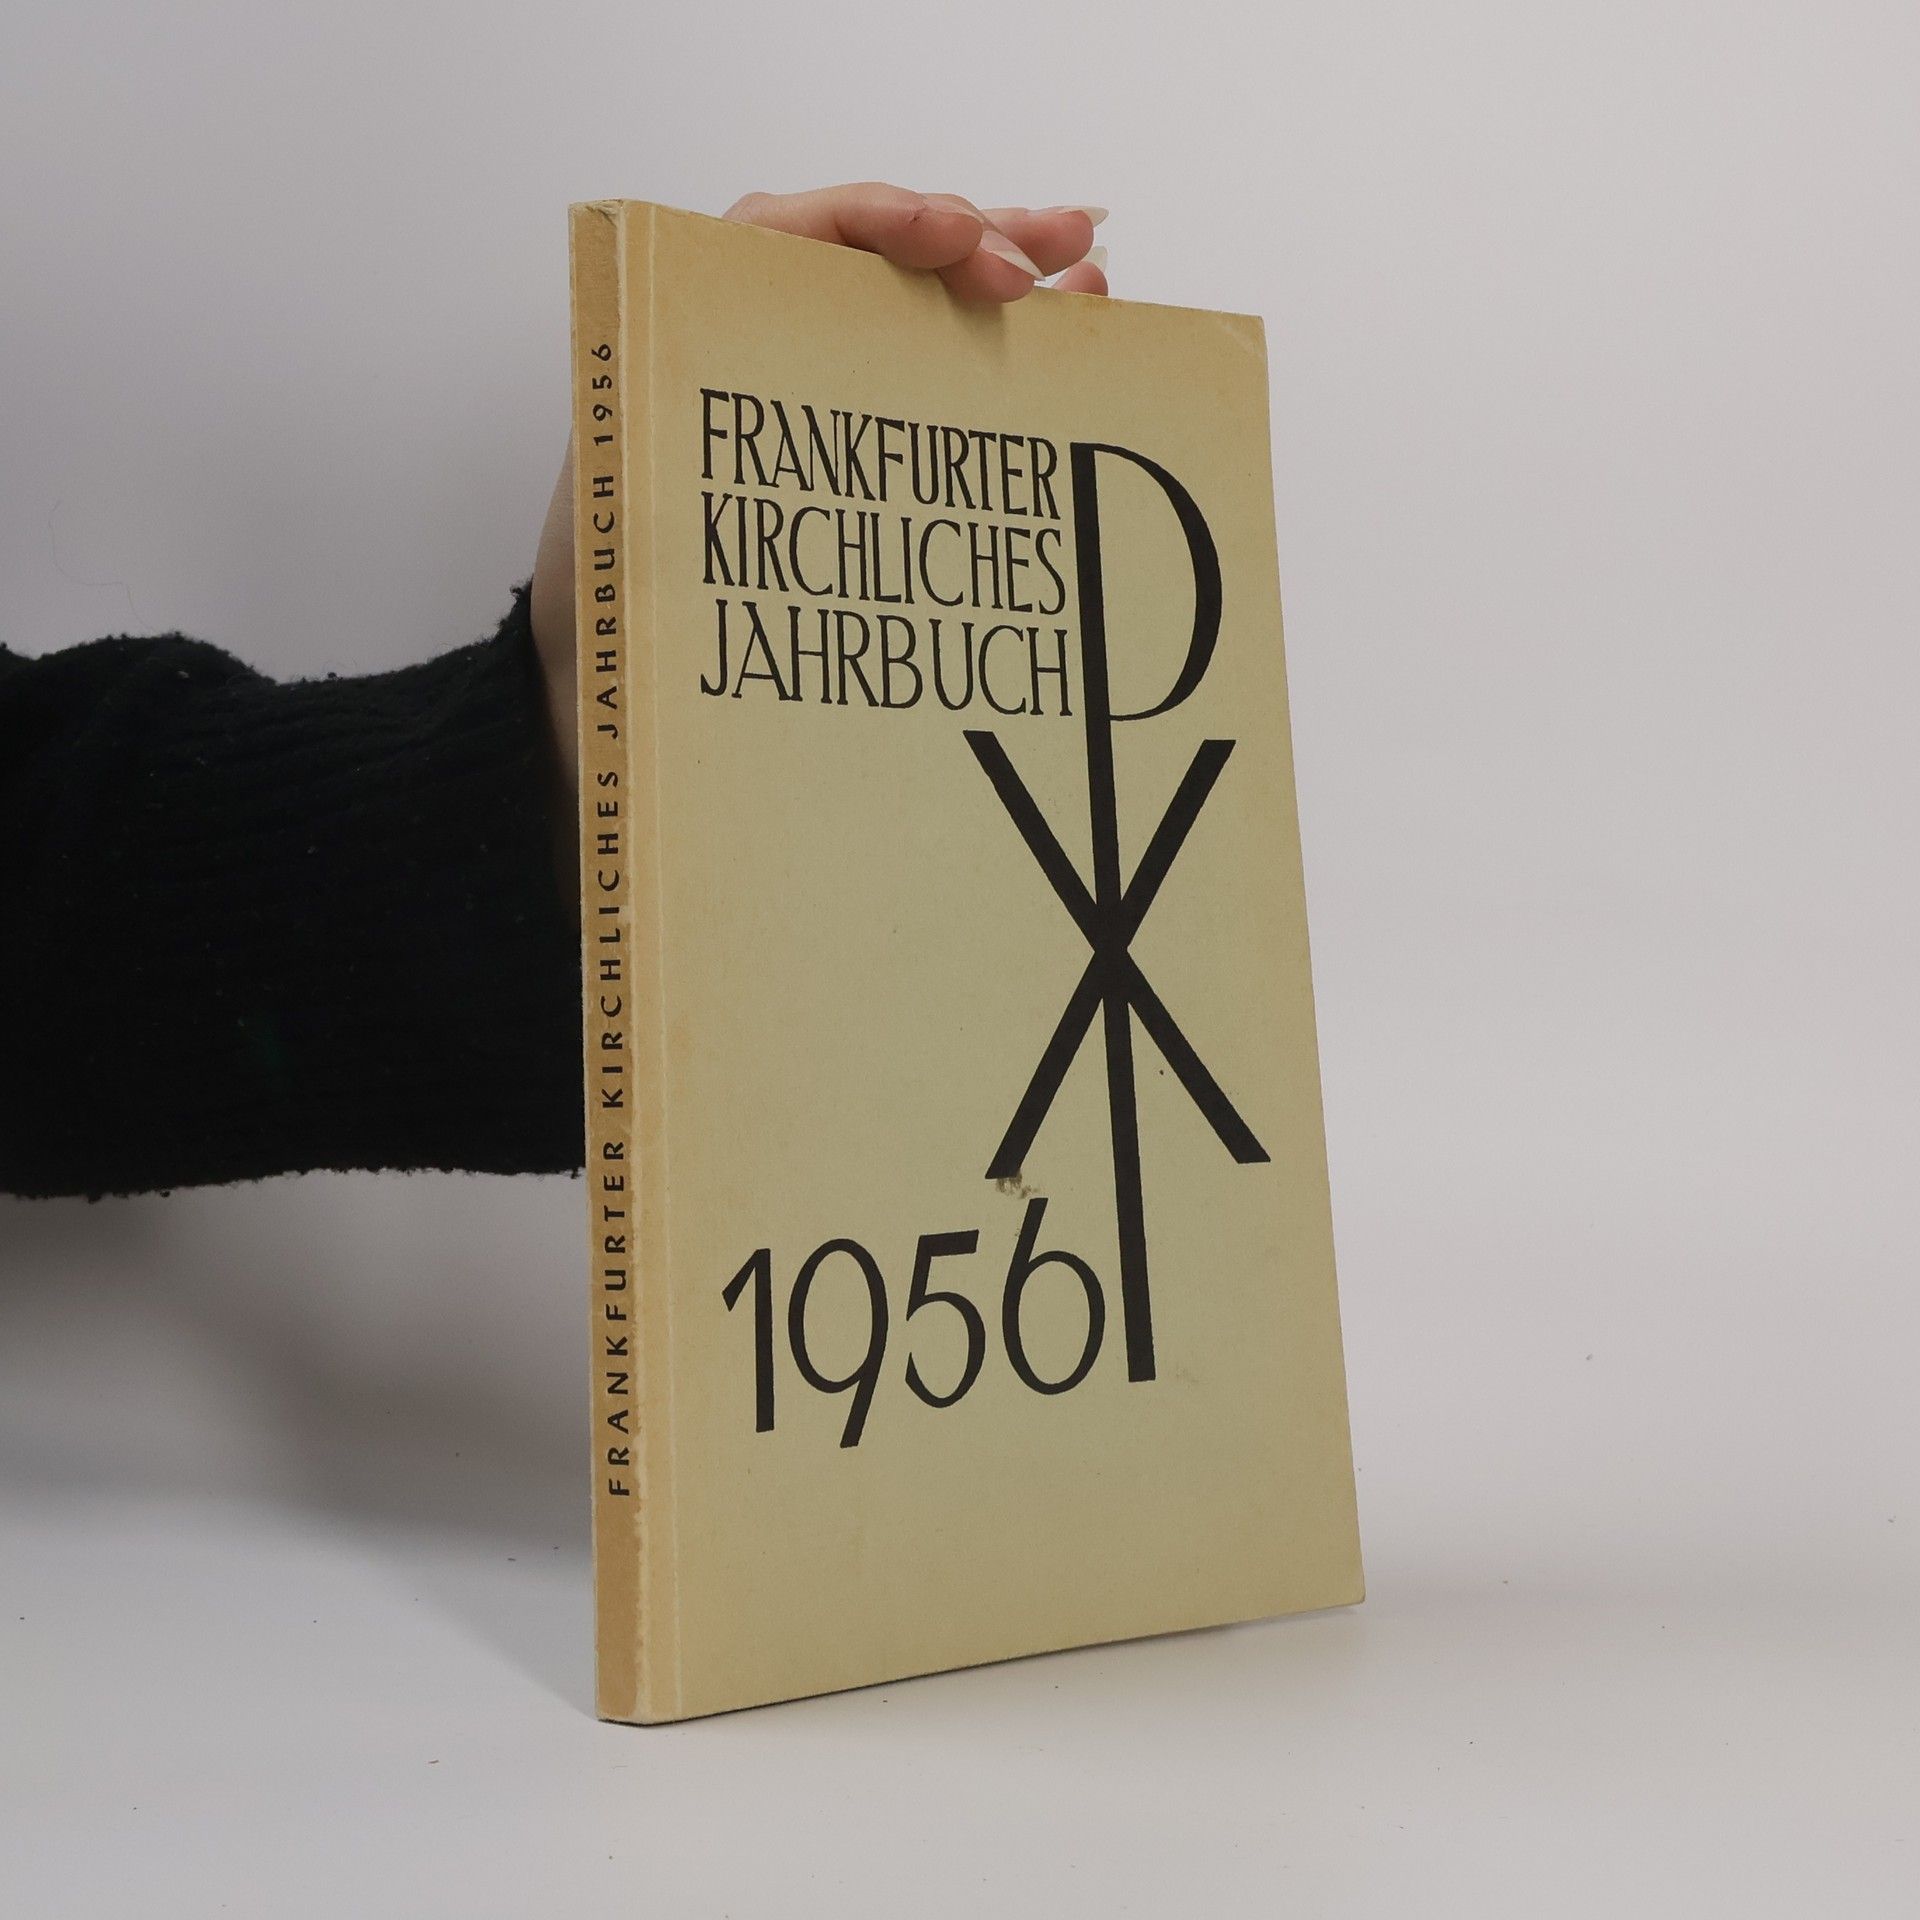 FRANKFURTER KIRCHLICHES JAHRBUCH 1956
FRANKFURTER
KIRCHLICHES
JAHRBUCH
1956